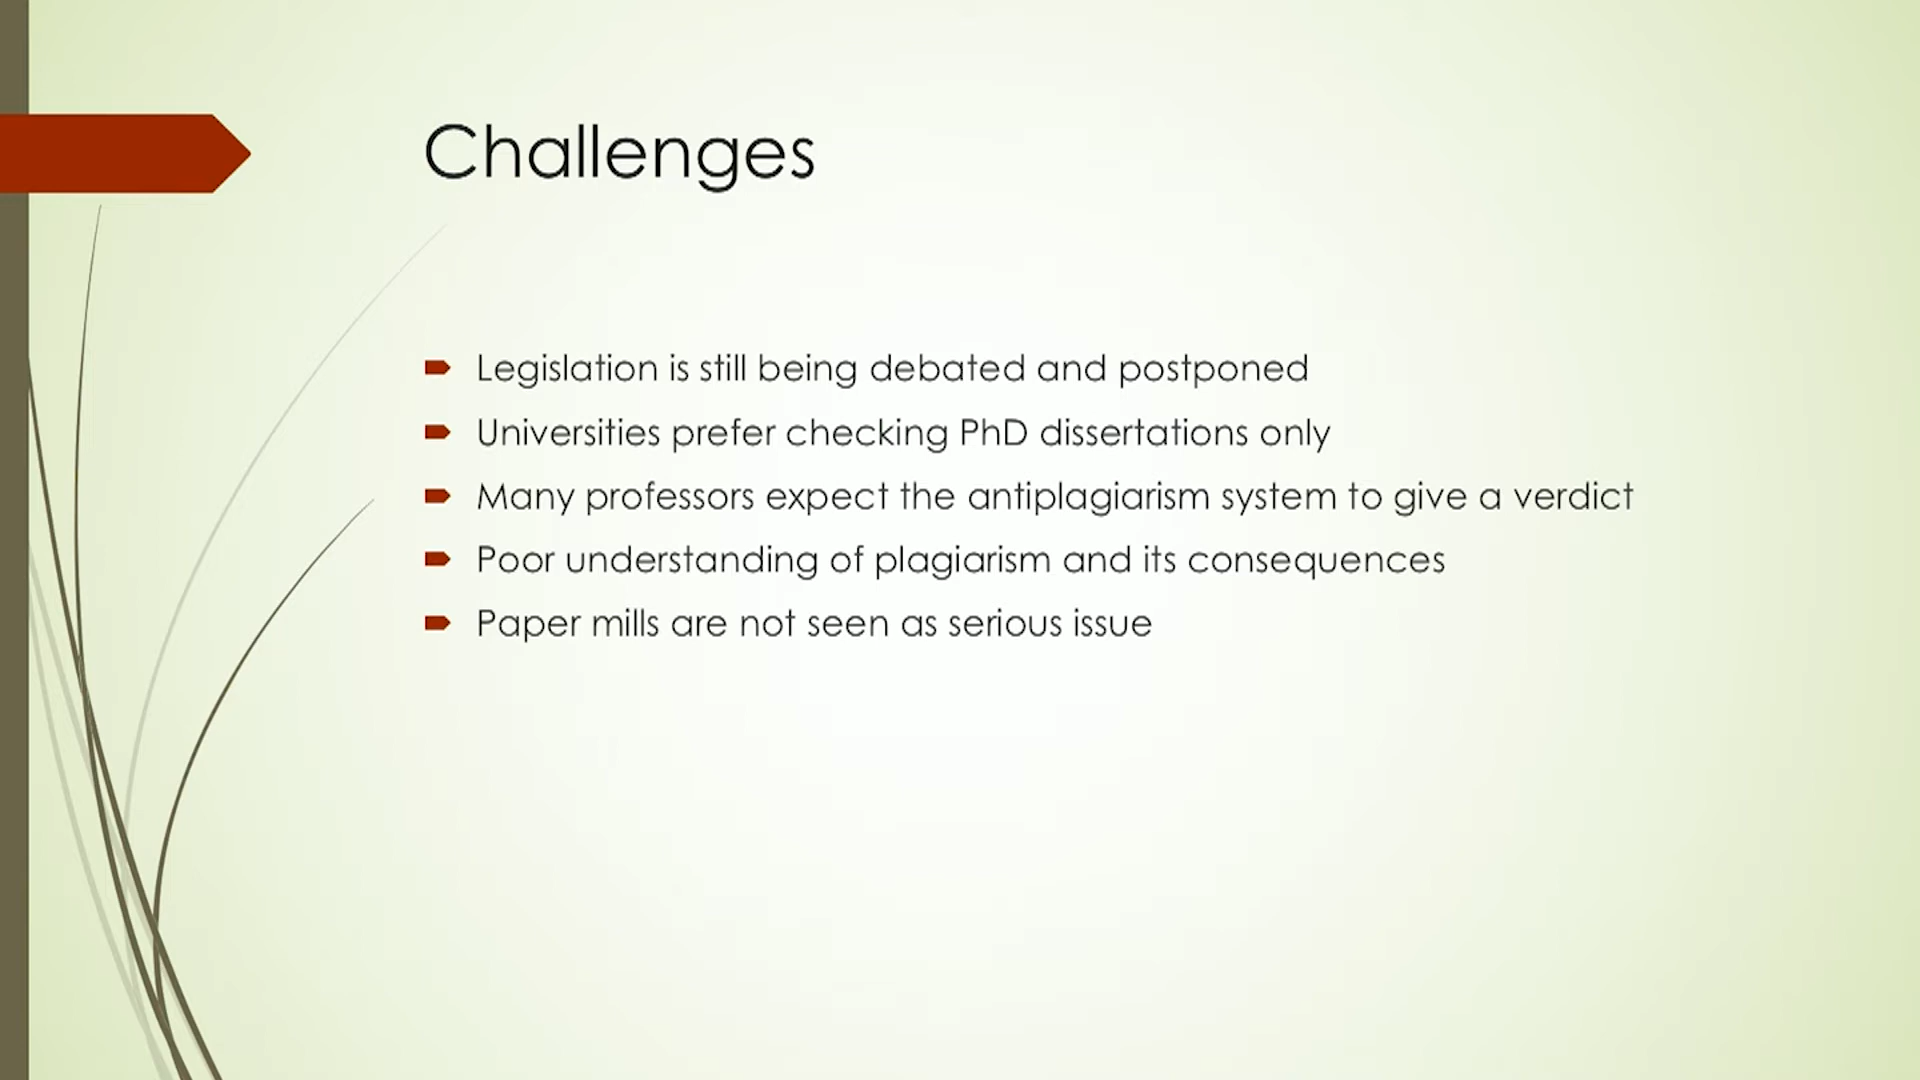 Challenges
Legislation is still being debated and postponed
Universities prefer checking PhD dissertations only
Many professors expect the antiplagiarism system to give a verdict
Poor understanding of plagiarism and its consequences
Paper mills are not seen as serious issue